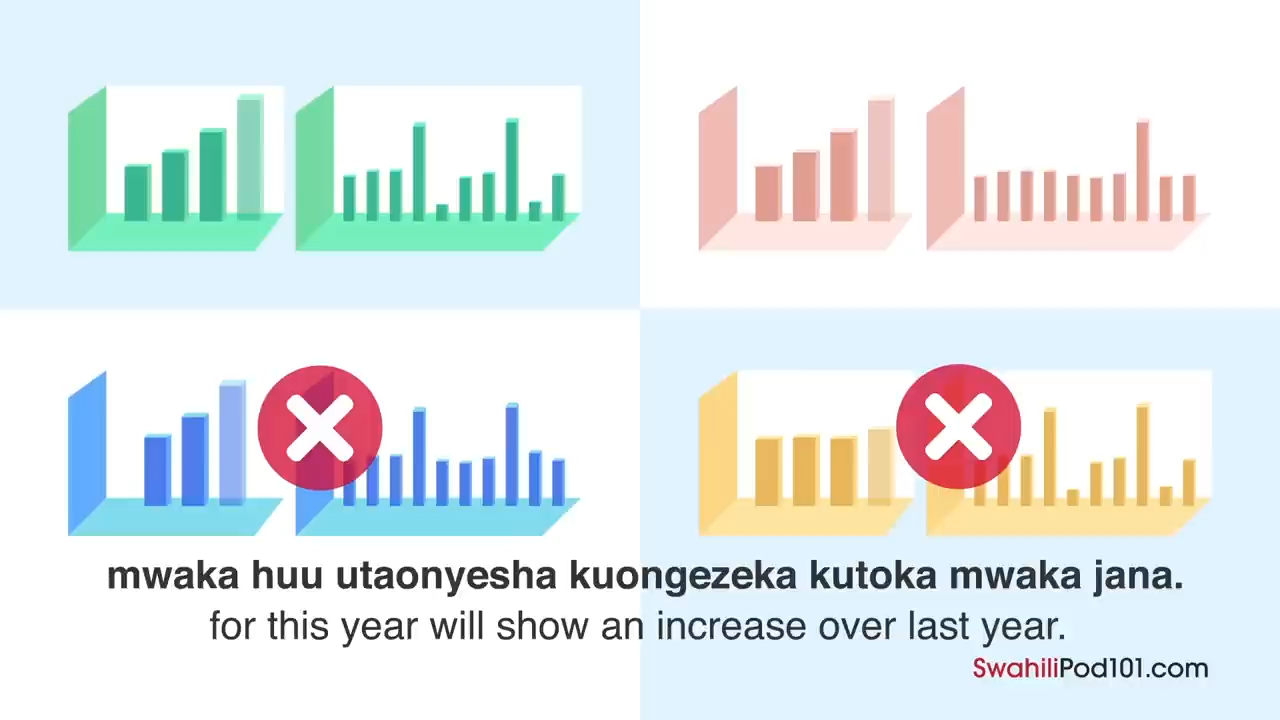 mwaka huu utaonyesha kuongezeka kutoka mwaka jana.
for this year will show an increase over last year.
SwahiliPod101.com